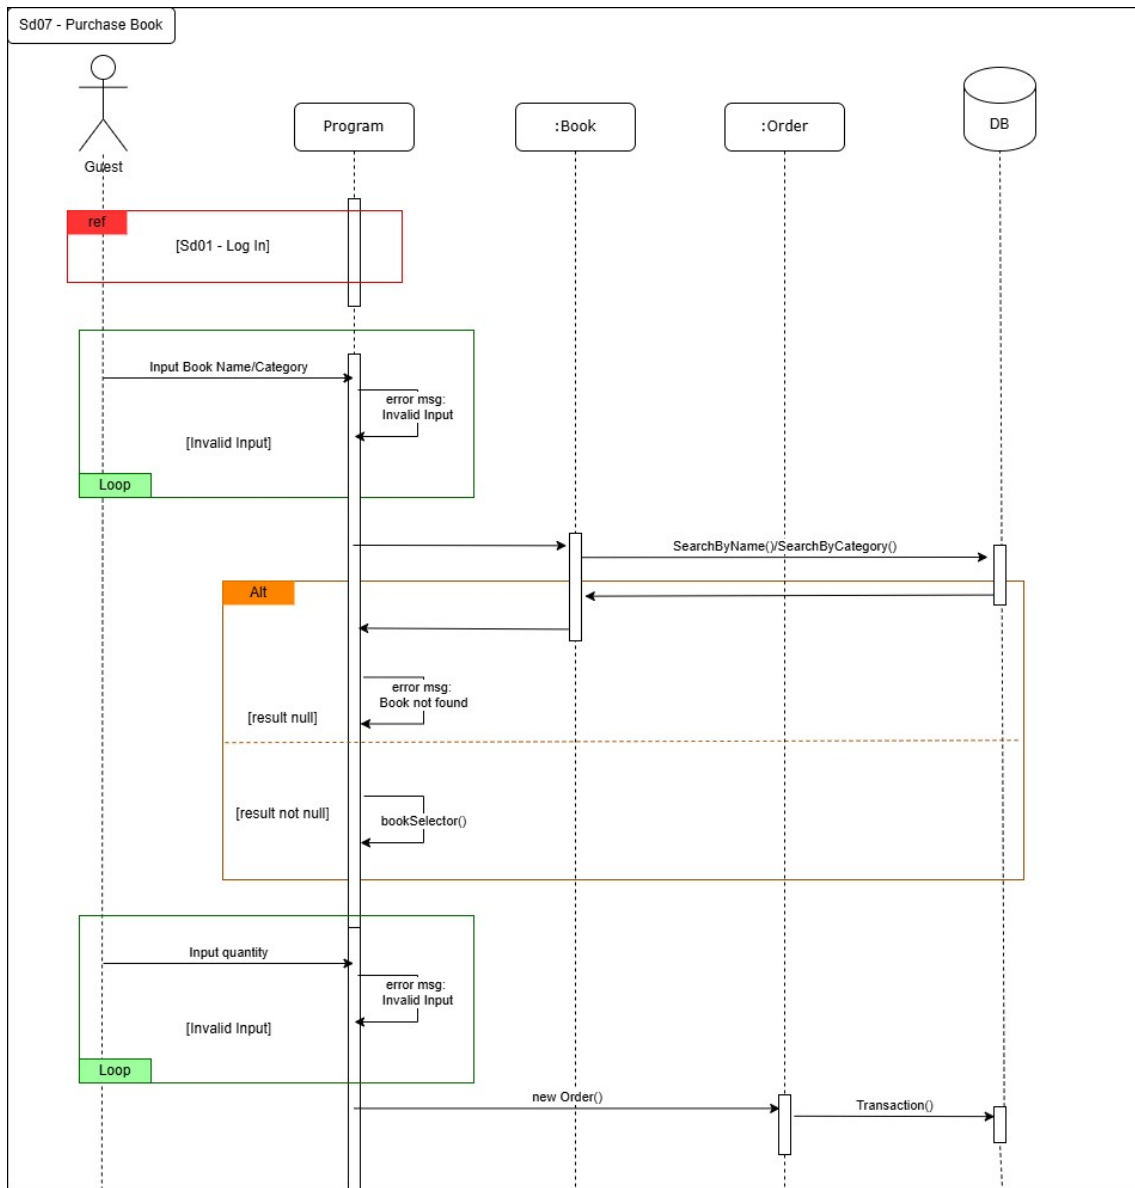 Sd07 - Purchase Book
Guest
Program
:Book
:Order
DB
ref
[Sd01 - Log In]
Input Book Name/Category
error msg:
Invalid Input
[Invalid Input]
Loop
SearchByName()/SearchByCategory()
Alt
error msg:
Book not found
[result null]
[result not null]
bookSelector()
Input quantity
error msg:
Invalid Input
[Invalid Input]
Loop
new Order()
Transaction()